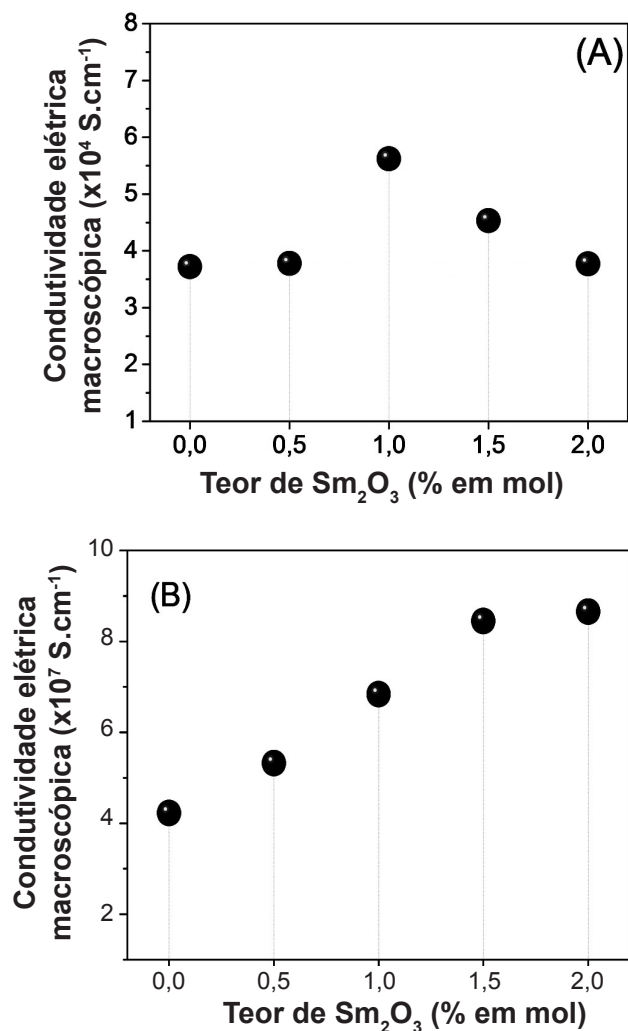 (A)
Condutividade elétrica
macroscópica (x10⁴ S.cm⁻¹)
8
7
6
5
4
3
2
1
0,0 0,5 1,0 1,5 2,0
Teor de Sm₂O₃ (% em mol)
(B)
Condutividade elétrica
macroscópica (x10⁷ S.cm⁻¹)
10
8
6
4
2
0,0 0,5 1,0 1,5 2,0
Teor de Sm₂O₃ (% em mol)